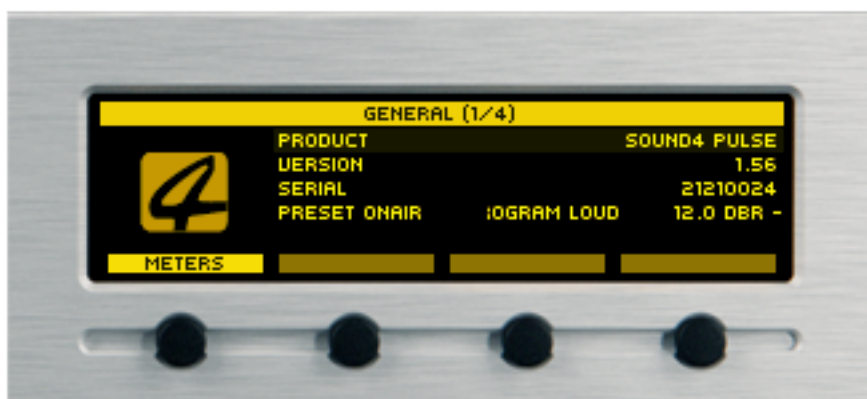 GENERAL (1/4)
PRODUCT SOUND4 PULSE
VERSION 1.56
SERIAL 21210024
PRESET ONAIR :OGRAM LOUD 12.0 DBR -
METERS